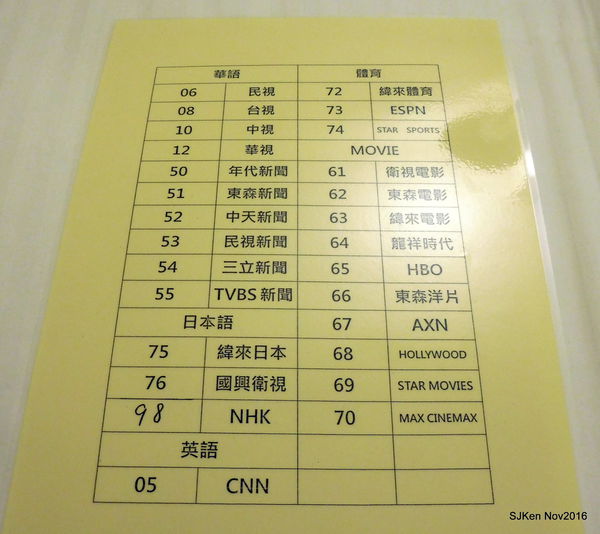 華語 體育
06 民視 72 緯來體育
08 台視 73 ESPN
10 中視 74 STAR SPORTS
12 華視 MOVIE
50 年代新聞 61 衛視電影
51 東森新聞 62 東森電影
52 中天新聞 63 緯來電影
53 民視新聞 64 龍祥時代
54 三立新聞 65 HBO
55 TVBS 新聞 66 東森洋片
日本語 67 AXN
75 緯來日本 68 HOLLYWOOD
76 國興衛視 69 STAR MOVIES
98 NHK 70 MAX CINEMAX
英語
05 CNN
SJKen Nov2016